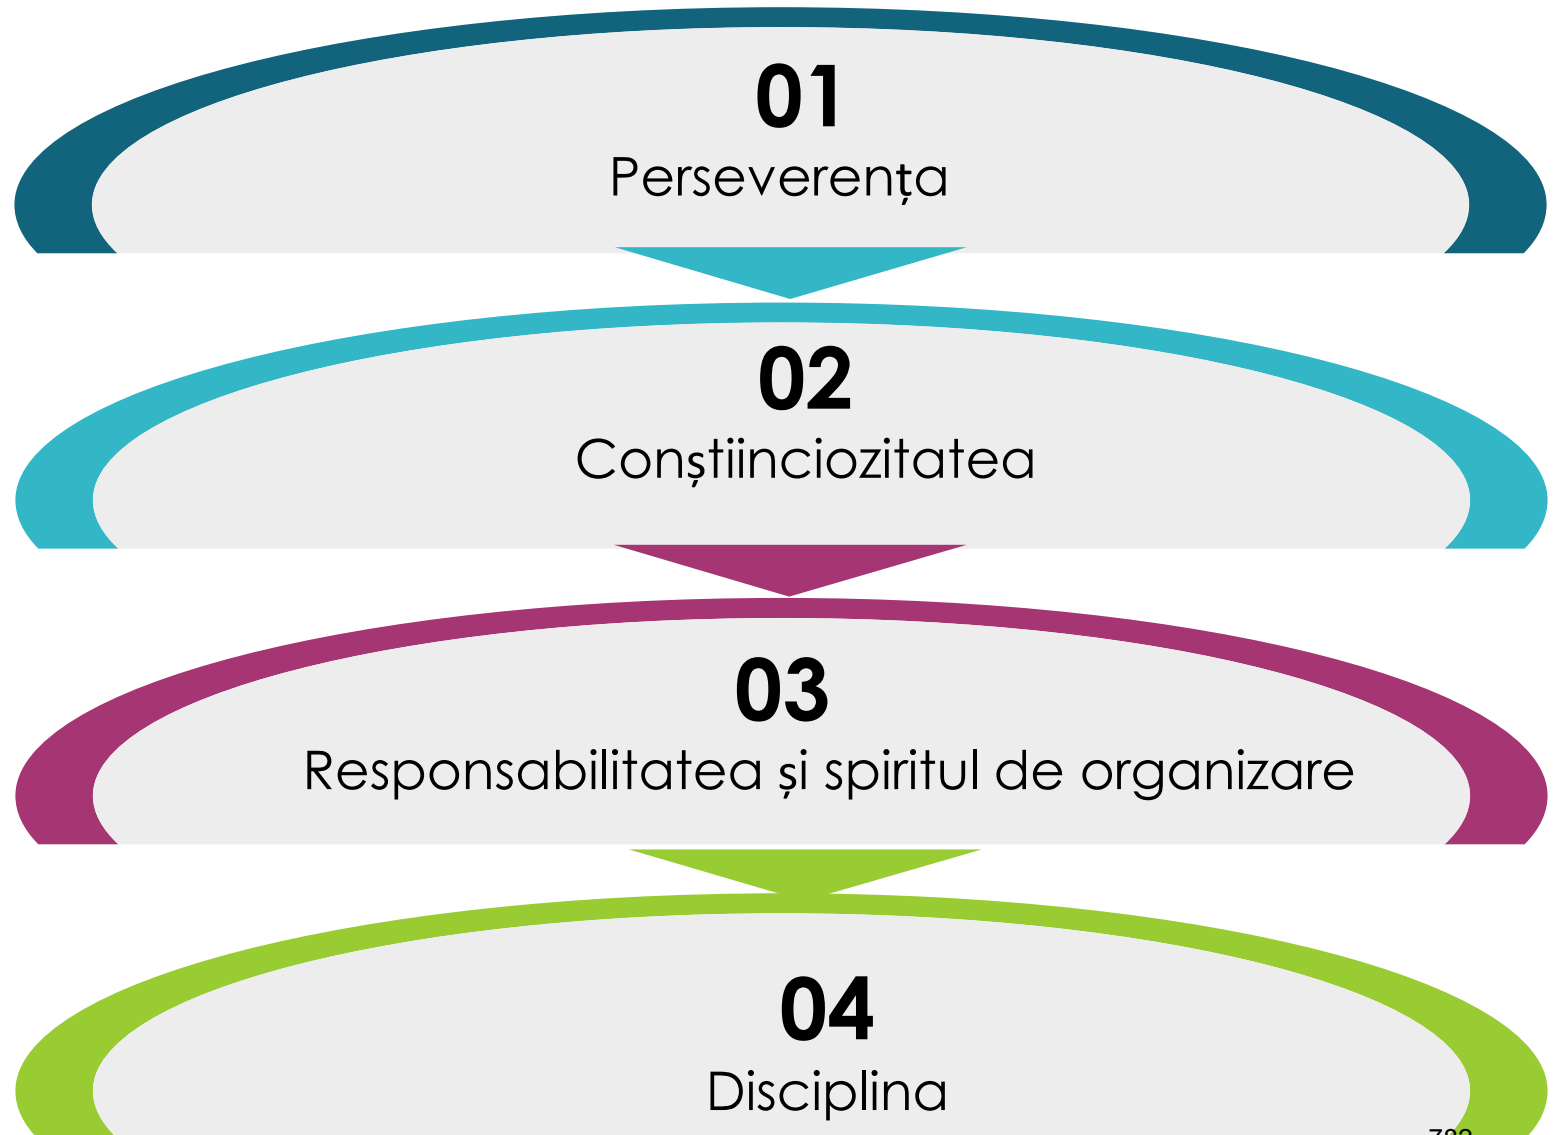 01
Perseverența
02
Conștiinciozitatea
03
Responsabilitatea și spiritul de organizare
04
Disciplina